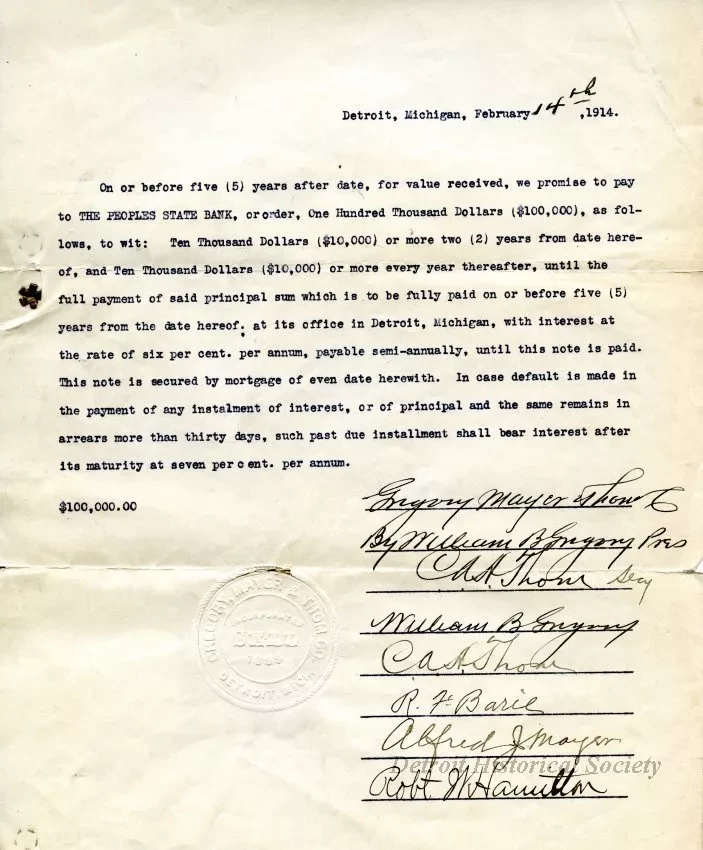 Detroit, Michigan, February 14th, 1914.
On or before five (5) years after date, for value received, we promise to pay
to THE PEOPLES STATE BANK, or order, One Hundred Thousand Dollars ($100,000), as fol-
lows, to wit: Ten Thousand Dollars ($10,000) or more two (2) years from date here-
of, and Ten Thousand Dollars ($10,000) or more every year thereafter, until the
full payment of said principal sum which is to be fully paid on or before five (5)
years from the date hereof. at its office in Detroit, Michigan, with interest at
the rate of six per cent. per annum, payable semi-annually, until this note is paid.
This note is secured by mortgage of even date herewith. In case default is made in
the payment of any instalment of interest, or of principal and the same remains in
arrears more than thirty days, such past due installment shall bear interest after
its maturity at seven per cent. per annum.
$100,000.00
Gregory Mayer & Thom Co
By William B Gregory Pres
C A A Thom Secy
GREGORY, MAYER & THOM CO.
INCORPORATED
DETROIT, MICH.
William B Gregory
C. A. A. Thom
R. F. Barie
Alfred J. Mayer
Detroit Historical Society
Robt. W. Hamilton